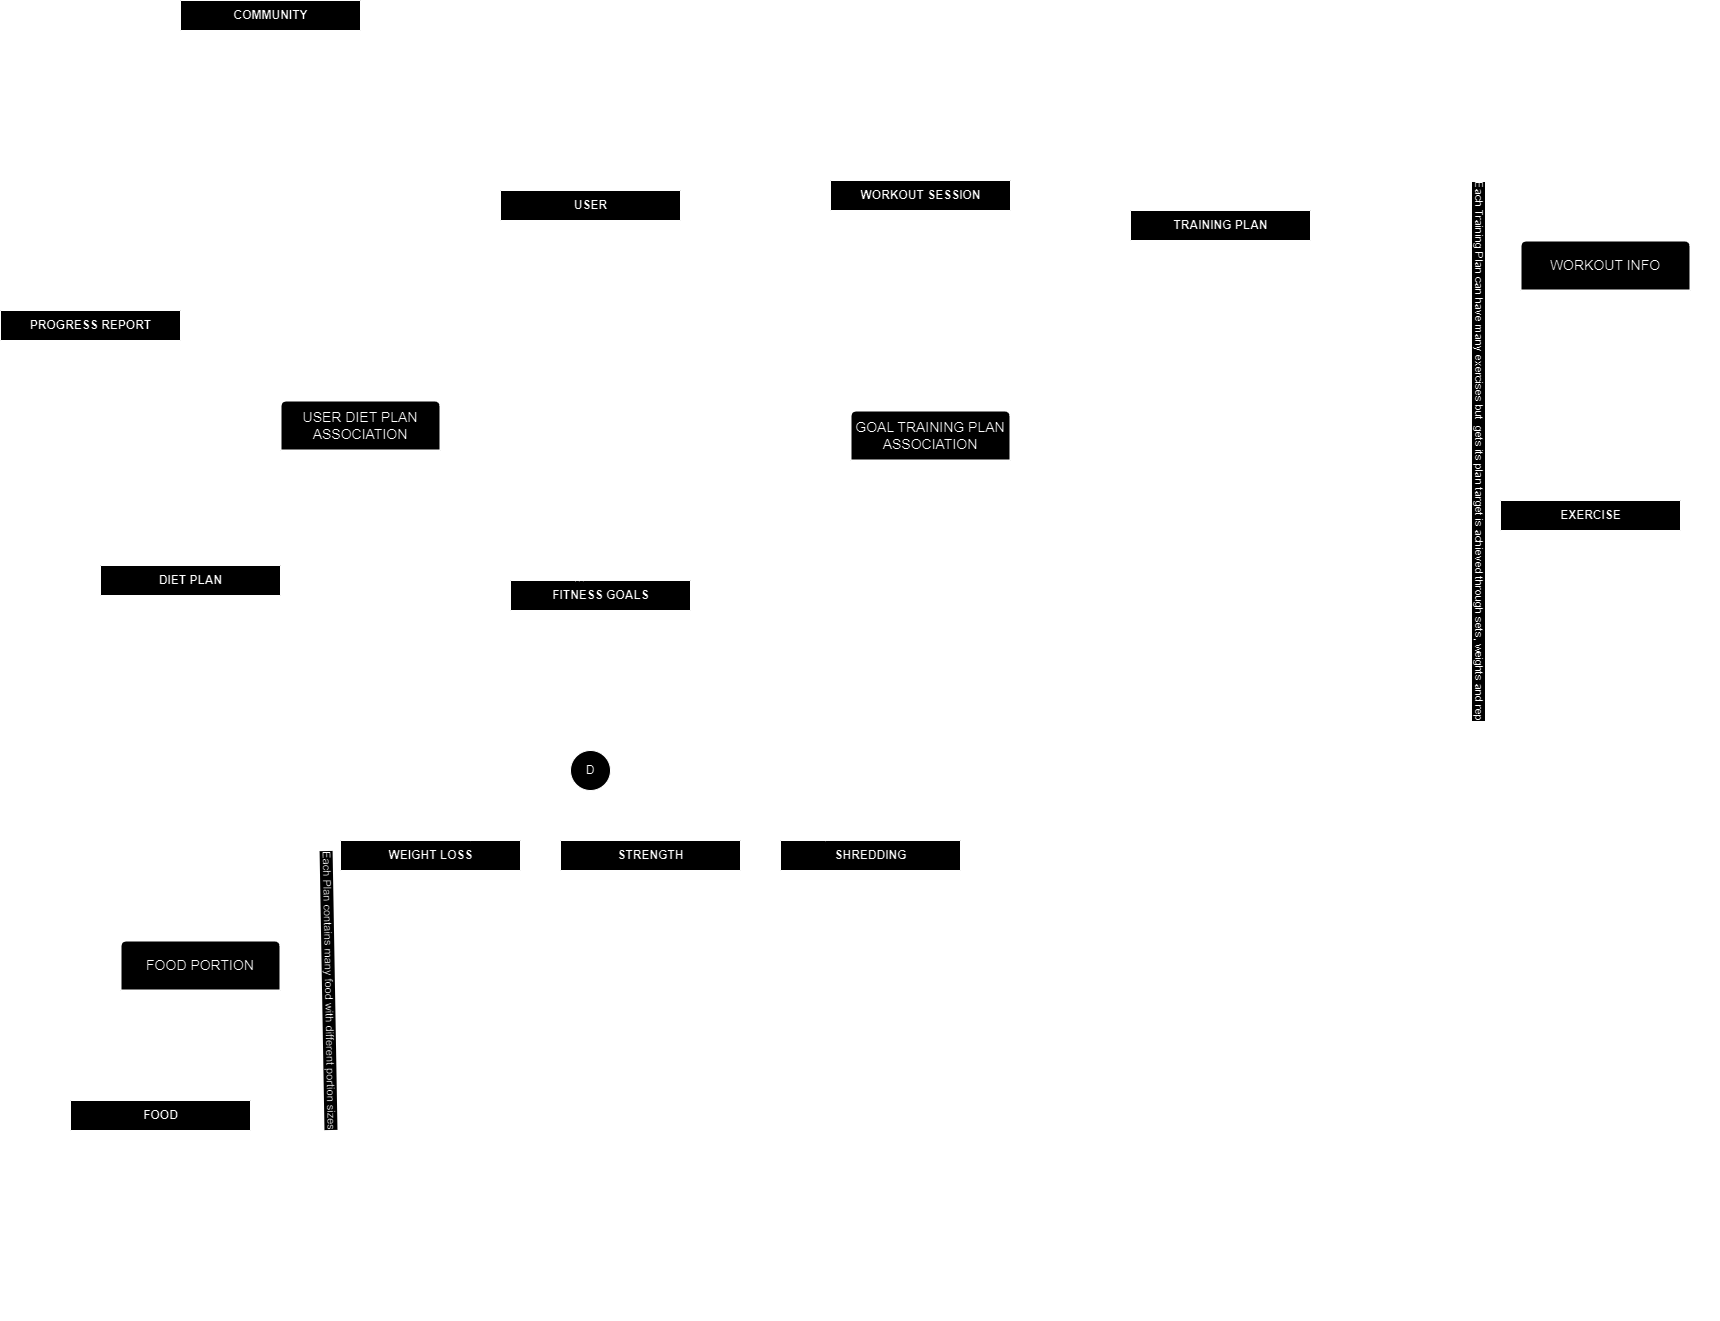 COMMUNITY
USER
WORKOUT SESSION
TRAINING PLAN
Each Training Plan can have many exercises but gets its plan target is achieved through sets, weights and rep
WORKOUT INFO
PROGRESS REPORT
USER DIET PLAN
ASSOCIATION
GOAL TRAINING PLAN
ASSOCIATION
EXERCISE
DIET PLAN
FITNESS GOALS
D
WEIGHT LOSS
STRENGTH
SHREDDING
Each Plan contains many food with different portion sizes
FOOD PORTION
FOOD